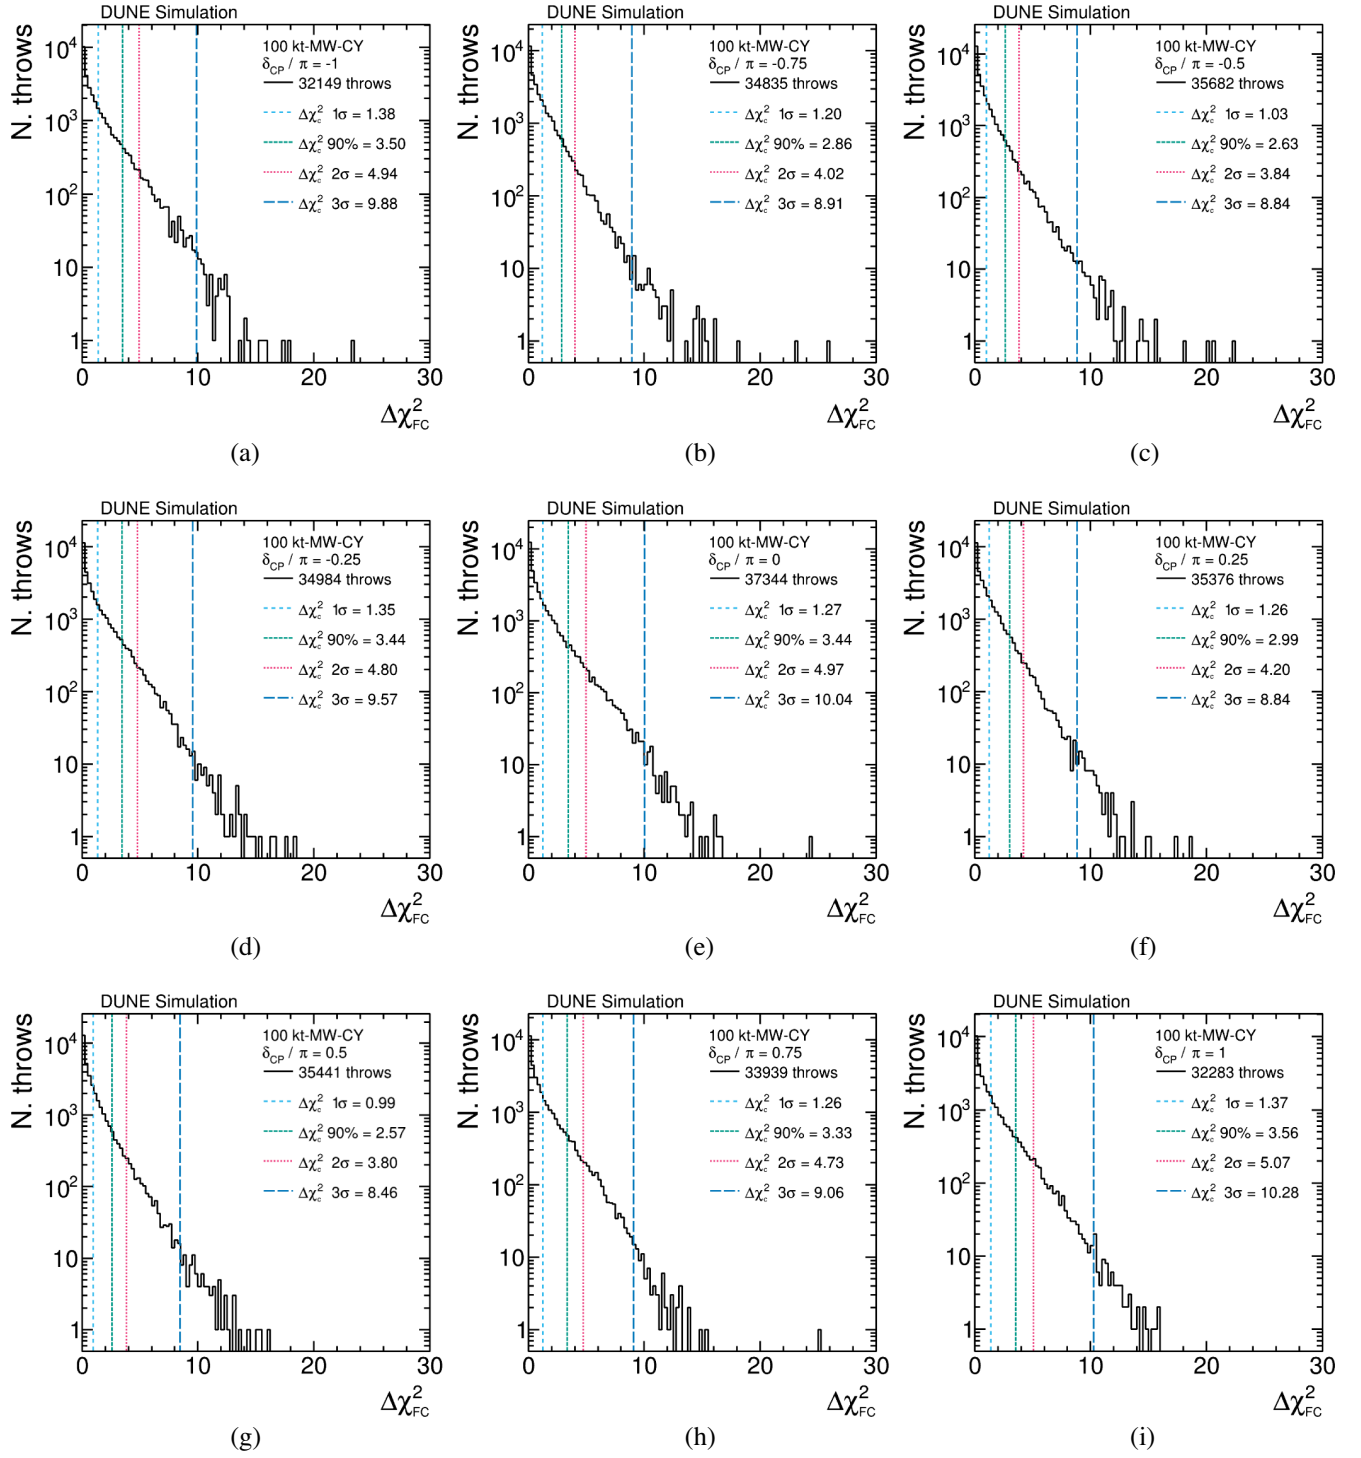 DUNE Simulation
N. throws
10⁴
10³
10²
10
1
100 kt-MW-CY
δCP / π = -1
32149 throws
Δχ²c 1σ = 1.38
Δχ²c 90% = 3.50
Δχ²c 2σ = 4.94
Δχ²c 3σ = 9.88
0 10 20 30
Δχ²FC
(a)
DUNE Simulation
N. throws
10⁴
10³
10²
10
1
100 kt-MW-CY
δCP / π = -0.75
34835 throws
Δχ²c 1σ = 1.20
Δχ²c 90% = 2.86
Δχ²c 2σ = 4.02
Δχ²c 3σ = 8.91
0 10 20 30
Δχ²FC
(b)
DUNE Simulation
N. throws
10⁴
10³
10²
10
1
100 kt-MW-CY
δCP / π = -0.5
35682 throws
Δχ²c 1σ = 1.03
Δχ²c 90% = 2.63
Δχ²c 2σ = 3.84
Δχ²c 3σ = 8.84
0 10 20 30
Δχ²FC
(c)
DUNE Simulation
N. throws
10⁴
10³
10²
10
1
100 kt-MW-CY
δCP / π = -0.25
34984 throws
Δχ²c 1σ = 1.35
Δχ²c 90% = 3.44
Δχ²c 2σ = 4.80
Δχ²c 3σ = 9.57
0 10 20 30
Δχ²FC
(d)
DUNE Simulation
N. throws
10⁴
10³
10²
10
1
100 kt-MW-CY
δCP / π = 0
37344 throws
Δχ²c 1σ = 1.27
Δχ²c 90% = 3.44
Δχ²c 2σ = 4.97
Δχ²c 3σ = 10.04
0 10 20 30
Δχ²FC
(e)
DUNE Simulation
N. throws
10⁴
10³
10²
10
1
100 kt-MW-CY
δCP / π = 0.25
35376 throws
Δχ²c 1σ = 1.26
Δχ²c 90% = 2.99
Δχ²c 2σ = 4.20
Δχ²c 3σ = 8.84
0 10 20 30
Δχ²FC
(f)
DUNE Simulation
N. throws
10⁴
10³
10²
10
1
100 kt-MW-CY
δCP / π = 0.5
35441 throws
Δχ²c 1σ = 0.99
Δχ²c 90% = 2.57
Δχ²c 2σ = 3.80
Δχ²c 3σ = 8.46
0 10 20 30
Δχ²FC
(g)
DUNE Simulation
N. throws
10⁴
10³
10²
10
1
100 kt-MW-CY
δCP / π = 0.75
33939 throws
Δχ²c 1σ = 1.26
Δχ²c 90% = 3.33
Δχ²c 2σ = 4.73
Δχ²c 3σ = 9.06
0 10 20 30
Δχ²FC
(h)
DUNE Simulation
N. throws
10⁴
10³
10²
10
1
100 kt-MW-CY
δCP / π = 1
32283 throws
Δχ²c 1σ = 1.37
Δχ²c 90% = 3.56
Δχ²c 2σ = 5.07
Δχ²c 3σ = 10.28
0 10 20 30
Δχ²FC
(i)